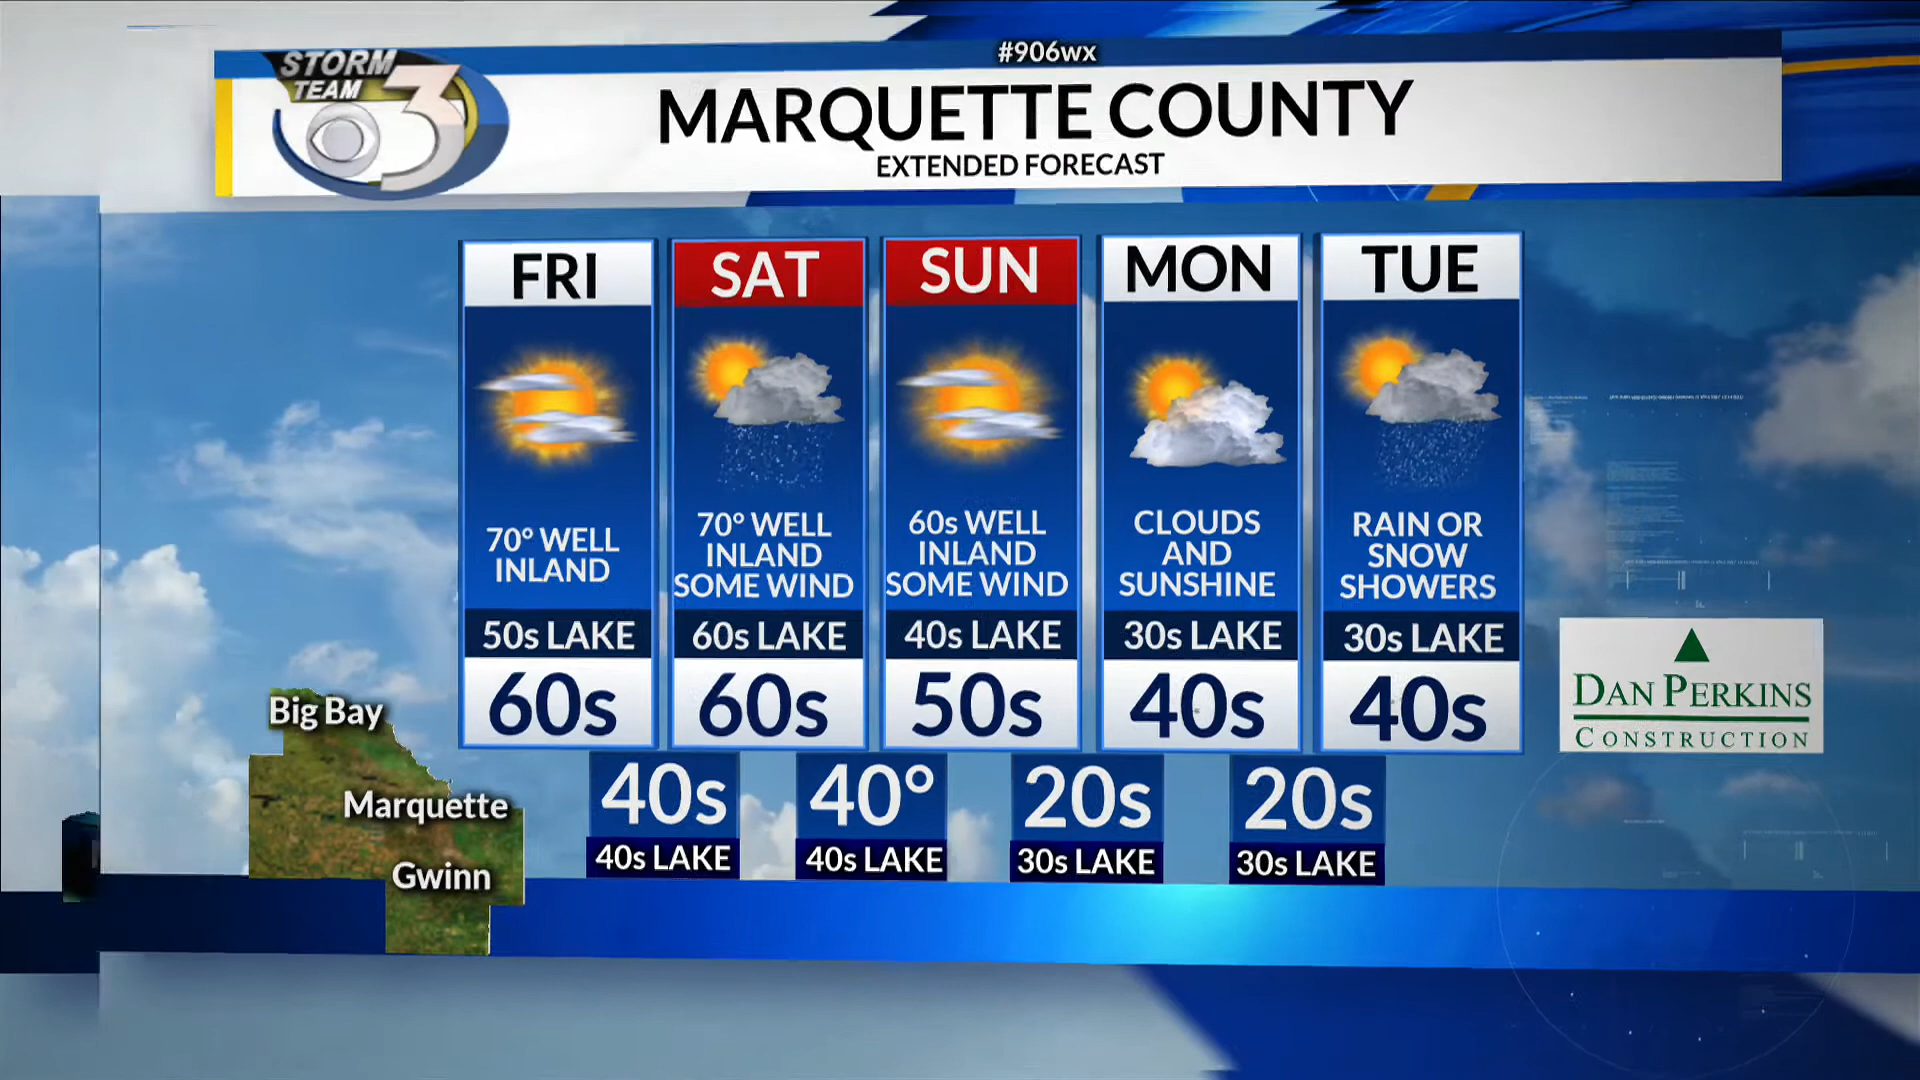 #906wx
STORM
TEAM
3
MARQUETTE COUNTY
EXTENDED FORECAST
FRI
70° WELL
INLAND
50s LAKE
60s
SAT
70° WELL
INLAND
SOME WIND
60s LAKE
60s
SUN
60s WELL
INLAND
SOME WIND
40s LAKE
50s
MON
CLOUDS
AND
SUNSHINE
30s LAKE
40s
TUE
RAIN OR
SNOW
SHOWERS
30s LAKE
40s
40s
40s LAKE
40°
40s LAKE
20s
30s LAKE
20s
30s LAKE
Big Bay
Marquette
Gwinn
DAN PERKINS
CONSTRUCTION